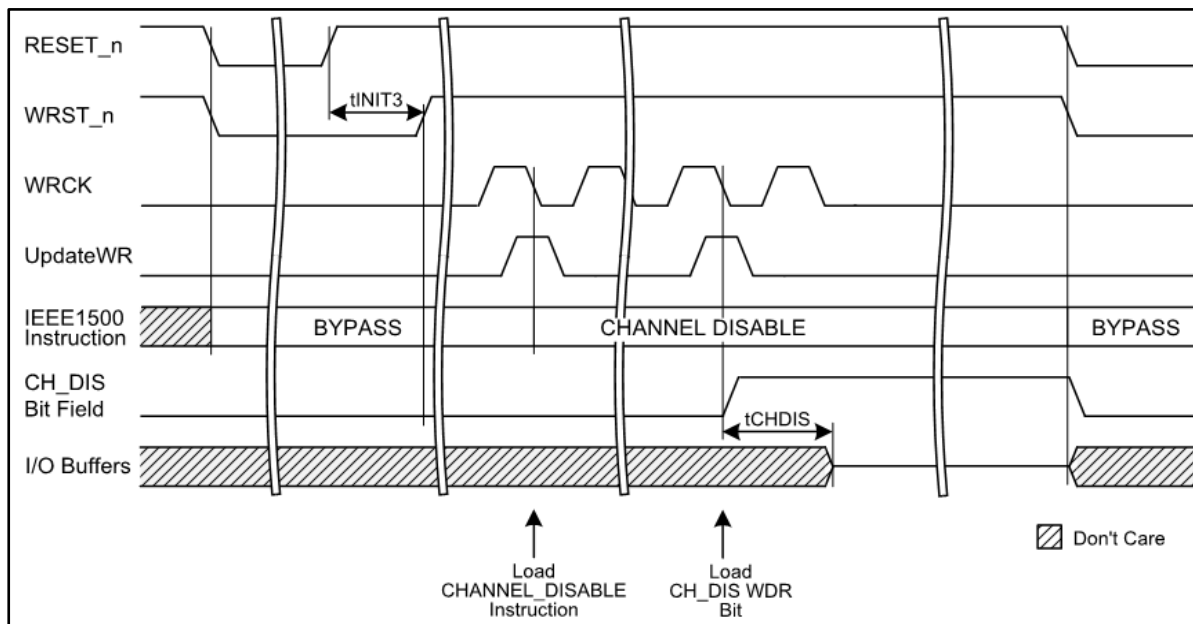 RESET_n
tINIT3
WRST_n
WRCK
UpdateWR
IEEE1500
Instruction
BYPASS
CHANNEL DISABLE
BYPASS
CH_DIS
Bit Field
tCHDIS
I/O Buffers
Don't Care
Load
CHANNEL_DISABLE
Instruction
Load
CH_DIS WDR
Bit